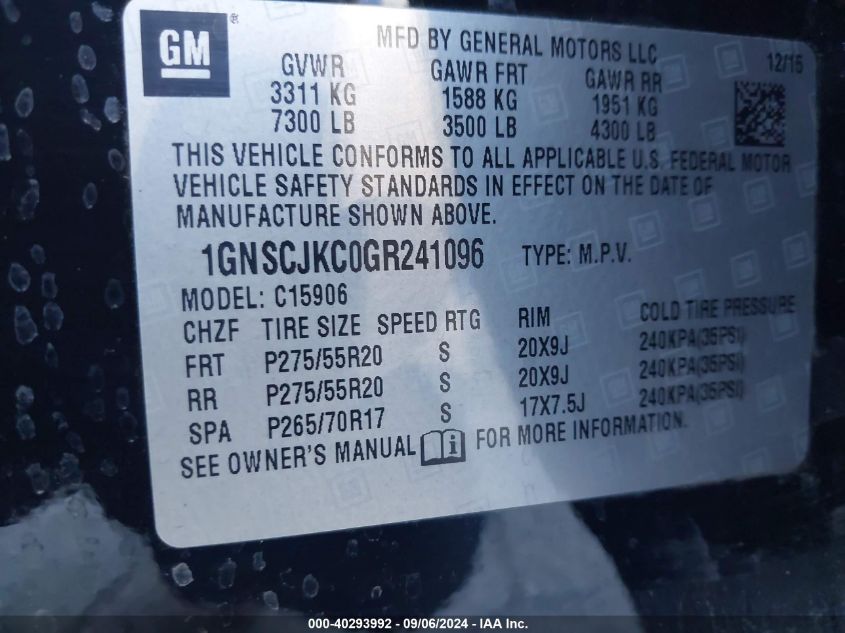 GM ®
MFD BY GENERAL MOTORS LLC
GVWR GAWR FRT GAWR RR 12/15
3311 KG 1588 KG 1951 KG
7300 LB 3500 LB 4300 LB
THIS VEHICLE CONFORMS TO ALL APPLICABLE U.S. FEDERAL MOTOR
VEHICLE SAFETY STANDARDS IN EFFECT ON THE DATE OF
MANUFACTURE SHOWN ABOVE.
1GNSCJKC0GR241096 TYPE: M.P.V.
MODEL: C15906
CHZF TIRE SIZE SPEED RTG RIM COLD TIRE PRESSURE
FRT P275/55R20 S 20X9J 240KPA(35PSI)
RR P275/55R20 S 20X9J 240KPA(35PSI)
SPA P265/70R17 S 17X7.5J 240KPA(35PSI)
SEE OWNER'S MANUAL i FOR MORE INFORMATION.
000-40293992 - 09/06/2024 - IAA Inc.